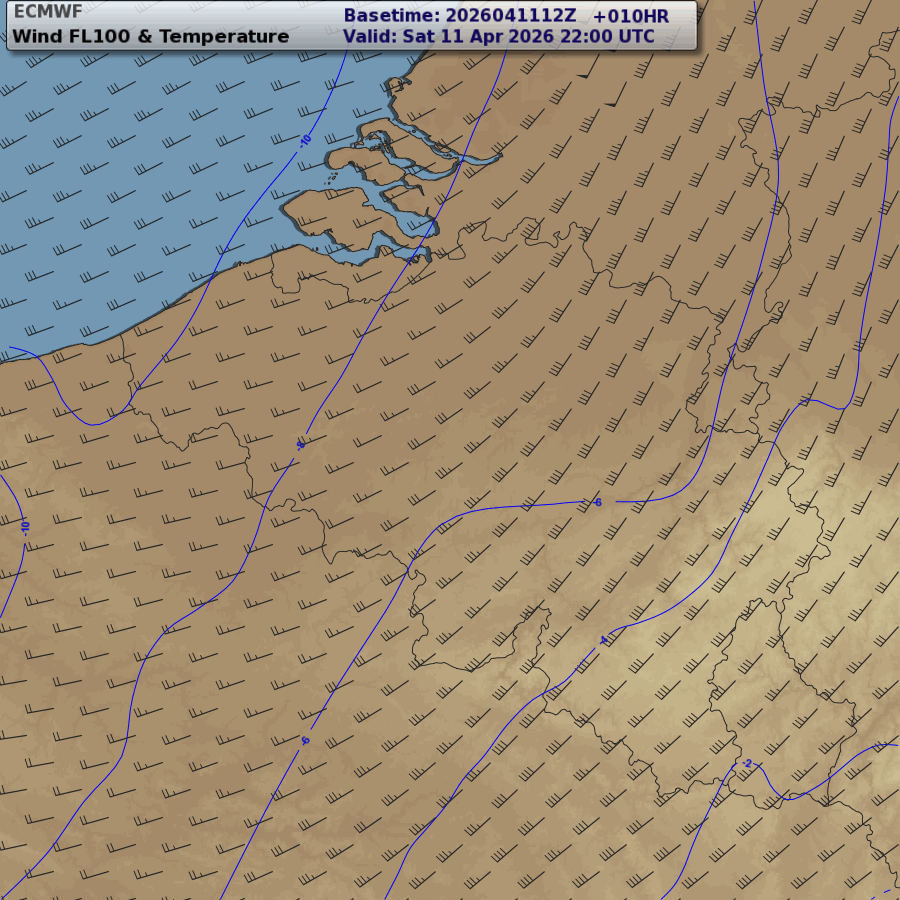 ECMWF
Basetime: 2026041112Z +010HR
Wind FL100 & Temperature
Valid: Sat 11 Apr 2026 22:00 UTC
-10
-8
-10
-6
-4
-6
-2